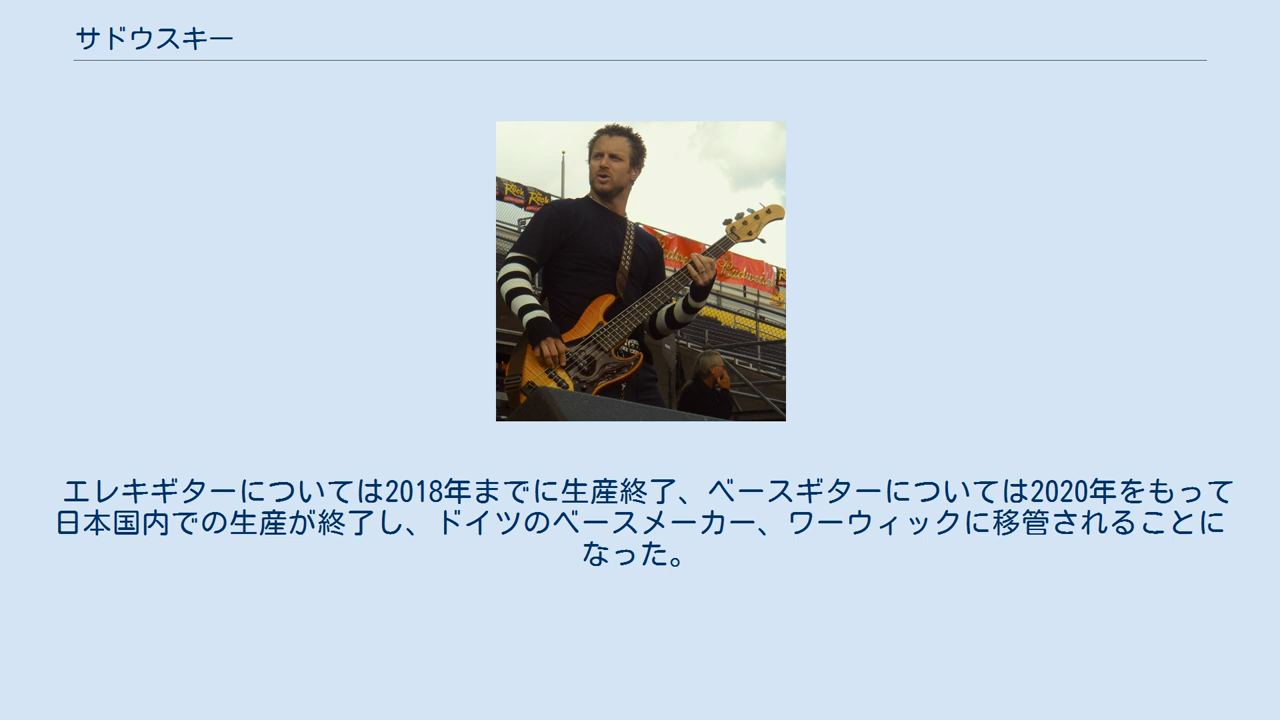 サドウスキー
Rock
Rock
Budweiser
エレキギターについては2018年までに生産終了、ベースギターについては2020年をもって
日本国内での生産が終了し、ドイツのベースメーカー、ワーウィックに移管されることに
なった。